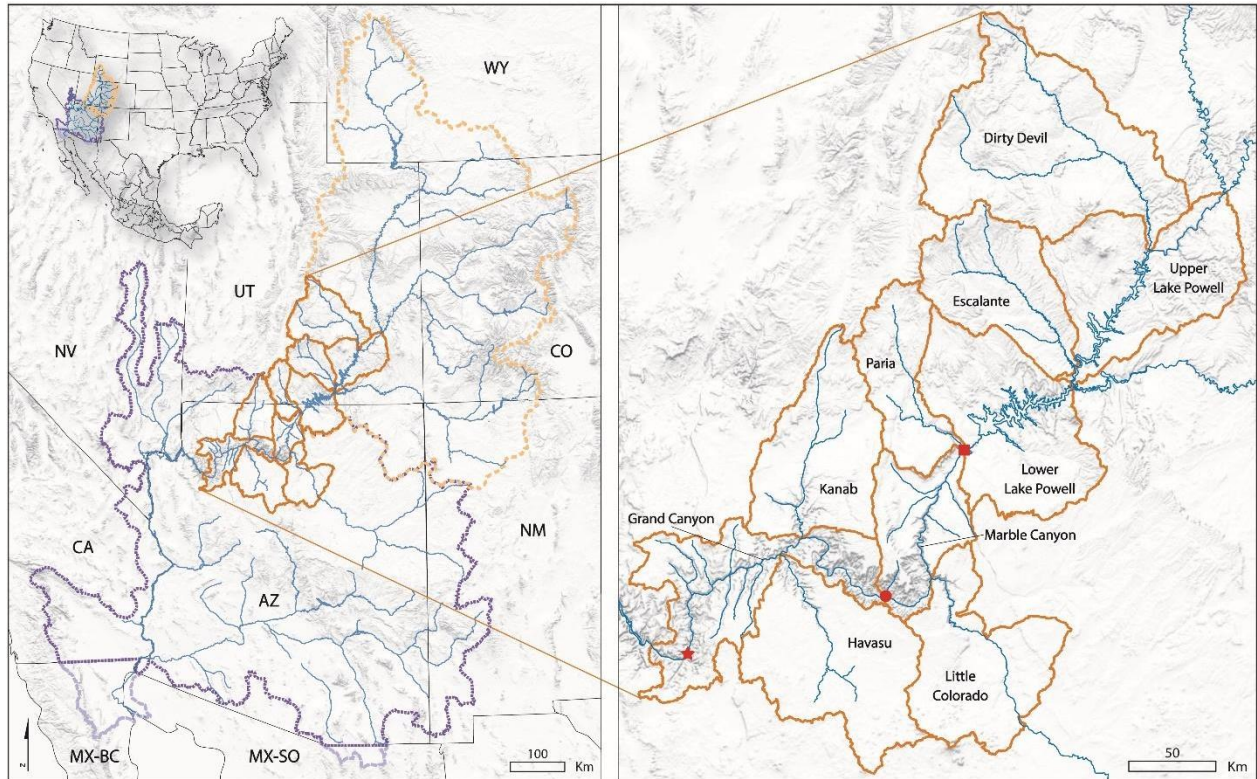 WY
UT
NV
CO
CA
AZ
NM
MX-BC
MX-SO
N
100
Km
Dirty Devil
Upper
Lake Powell
Escalante
Paria
Lower
Lake Powell
Kanab
Grand Canyon
Marble Canyon
Havasu
Little
Colorado
50
Km